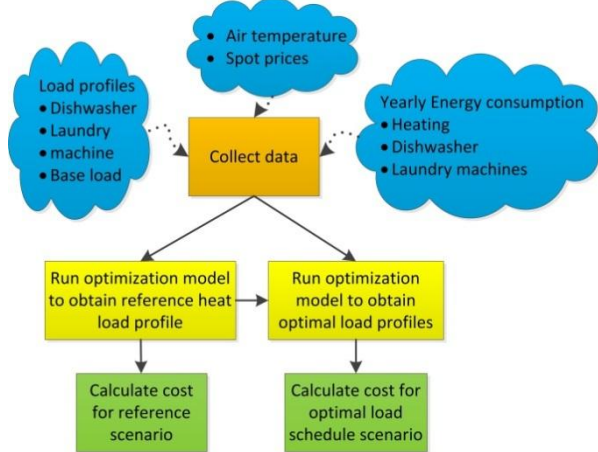 • Air temperature
• Spot prices
Load profiles
• Dishwasher
• Laundry
• machine
• Base load
Yearly Energy consumption
• Heating
• Dishwasher
• Laundry machines
Collect data
Run optimization model
to obtain reference heat
load profile
Run optimization
model to obtain
optimal load profiles
Calculate cost
for reference
scenario
Calculate cost for
optimal load
schedule scenario